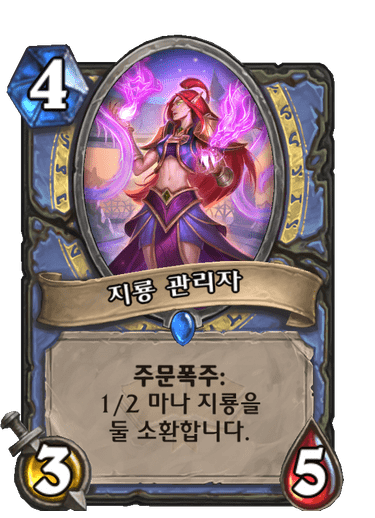 4
지룡 관리자
주문폭주:
1/2 마나 지룡을
둘 소환합니다.
3
5